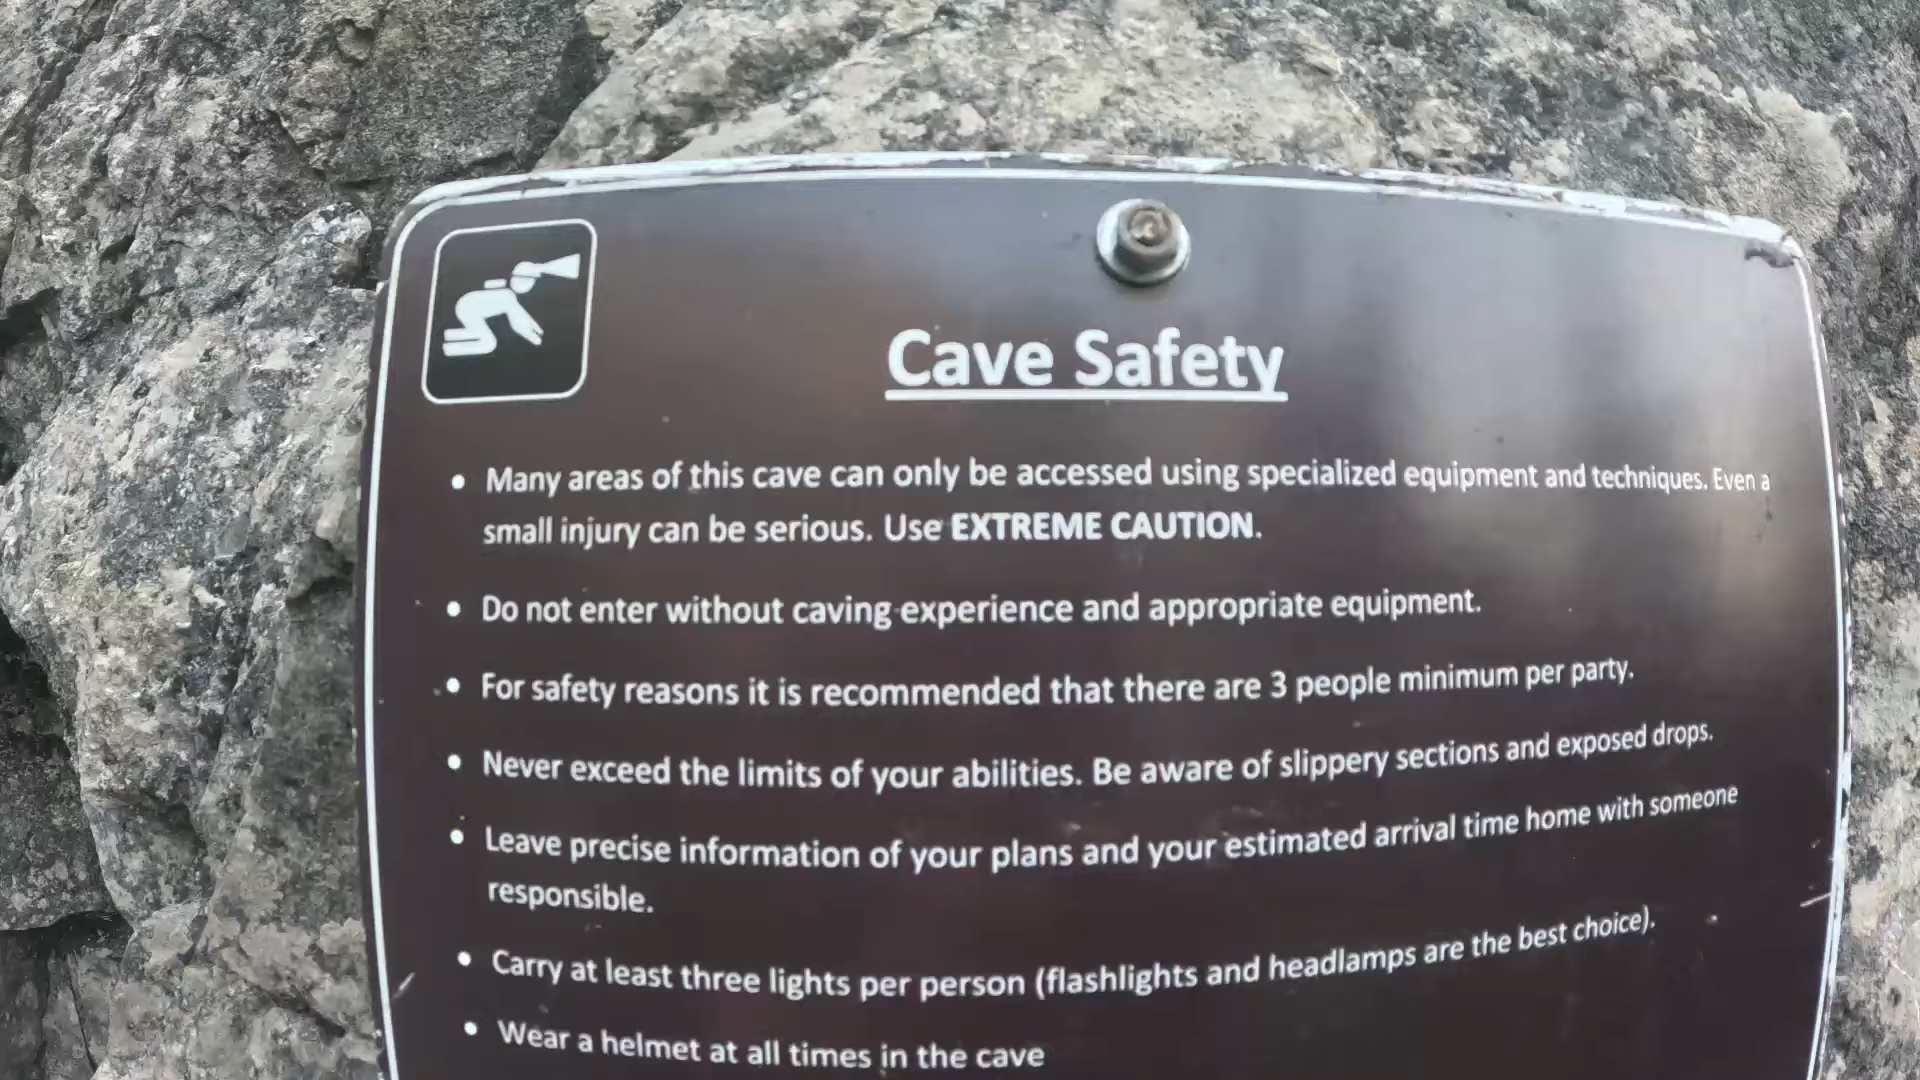 Cave Safety
• Many areas of this cave can only be accessed using specialized equipment and techniques. Even a
small injury can be serious. Use EXTREME CAUTION.
• Do not enter without caving experience and appropriate equipment.
• For safety reasons it is recommended that there are 3 people minimum per party.
• Never exceed the limits of your abilities. Be aware of slippery sections and exposed drops.
• Leave precise information of your plans and your estimated arrival time home with someone
responsible.
• Carry at least three lights per person (flashlights and headlamps are the best choice).
• Wear a helmet at all times in the cave